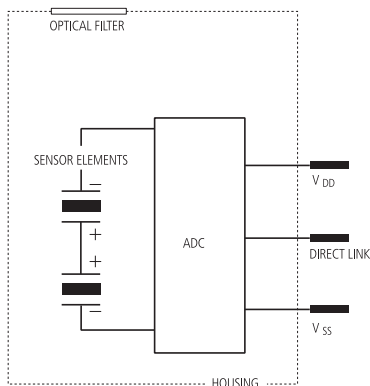 OPTICAL FILTER
SENSOR ELEMENTS
−
+
+
−
ADC
V DD
DIRECT LINK
V SS
HOUSING